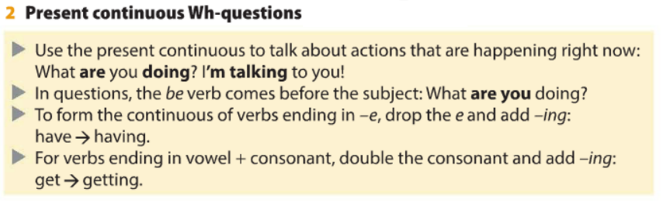 2 Present continuous Wh-questions
▶ Use the present continuous to talk about actions that are happening right now:
What are you doing? I'm talking to you!
▶ In questions, the be verb comes before the subject: What are you doing?
▶ To form the continuous of verbs ending in –e, drop the e and add –ing:
have → having.
▶ For verbs ending in vowel + consonant, double the consonant and add –ing:
get → getting.